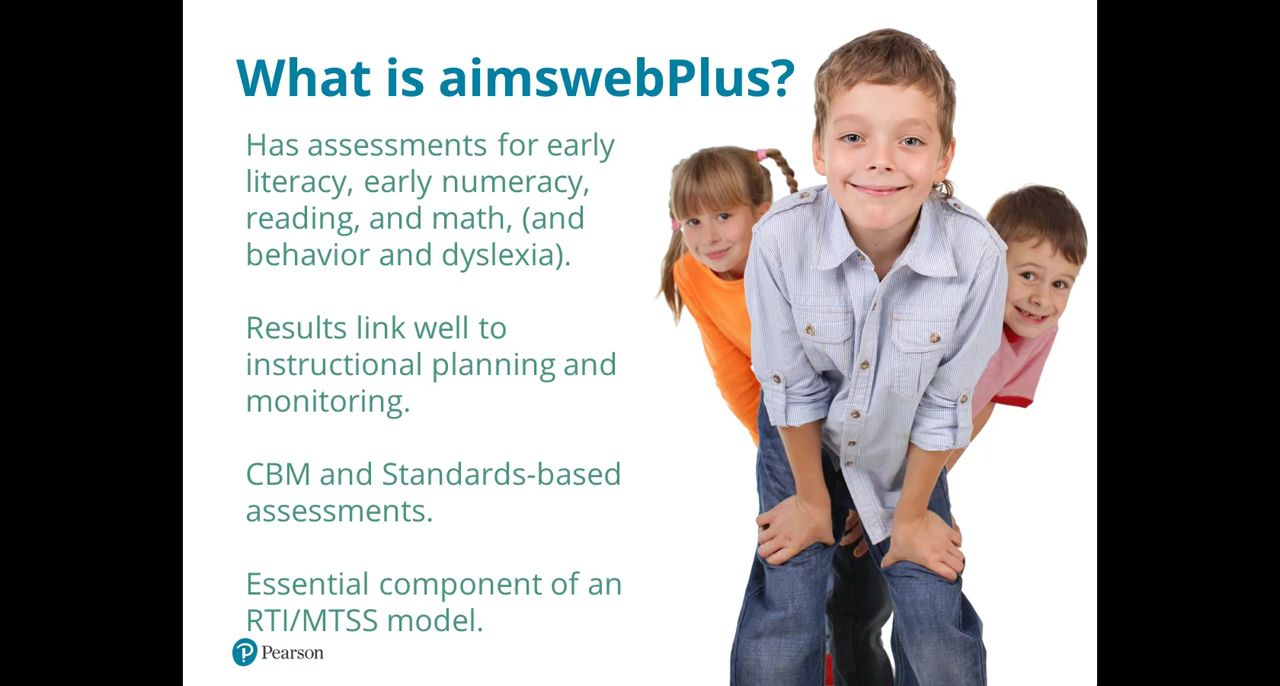 What is aimswebPlus?
Has assessments for early
literacy, early numeracy,
reading, and math, (and
behavior and dyslexia).
Results link well to
instructional planning and
monitoring.
CBM and Standards-based
assessments.
Essential component of an
RTI/MTSS model.
Pearson